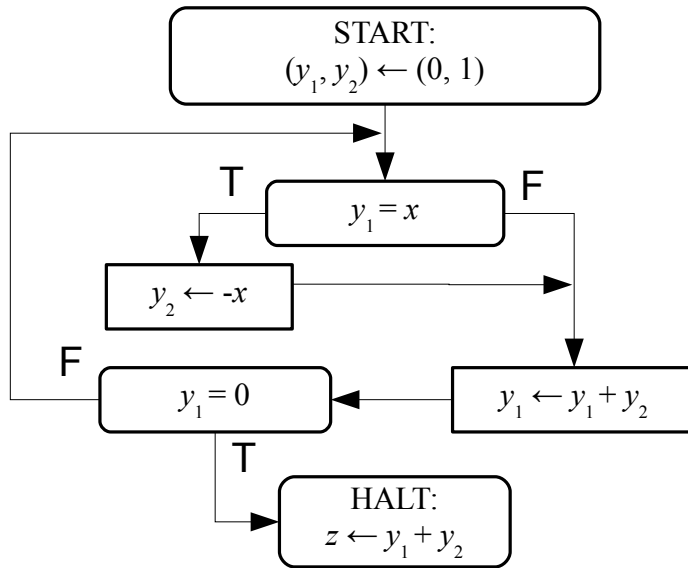 START:
(y₁, y₂) ← (0, 1)
T
F
y₁ = x
y₂ ← -x
F
y₁ = 0
y₁ ← y₁ + y₂
T
HALT:
z ← y₁ + y₂